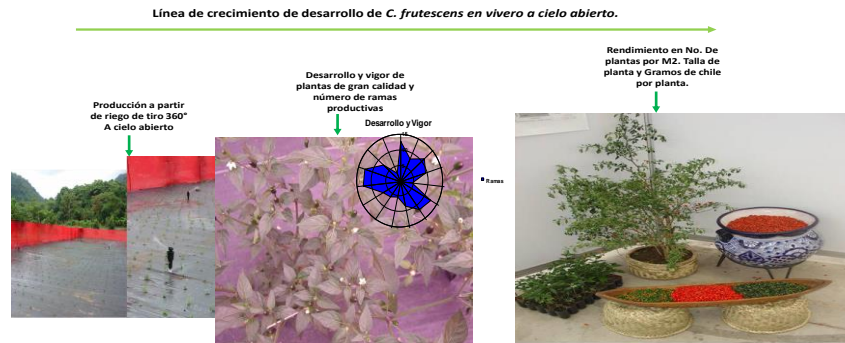 Línea de crecimiento de desarrollo de C. frutescens en vivero a cielo abierto.
Producción a partir
de riego de tiro 360°
A cielo abierto
Desarrollo y vigor de
plantas de gran calidad y
número de ramas
productivas
Desarrollo y Vigor
Ramas
Rendimiento en No. De
plantas por M2. Talla de
planta y Gramos de chile
por planta.